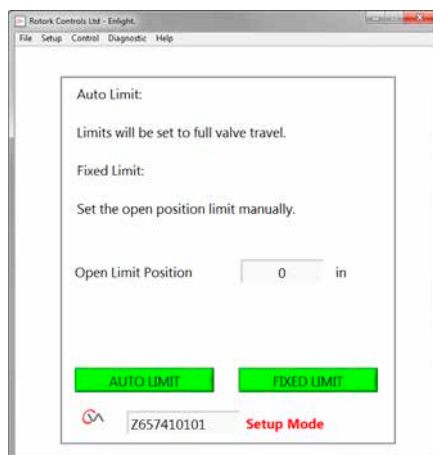 Rotork Controls Ltd - Enlight.
File Setup Control Diagnostic Help
Auto Limit:
Limits will be set to full valve travel.
Fixed Limit:
Set the open position limit manually.
Open Limit Position 0 in
AUTO LIMIT FIXED LIMIT
Z657410101 Setup Mode